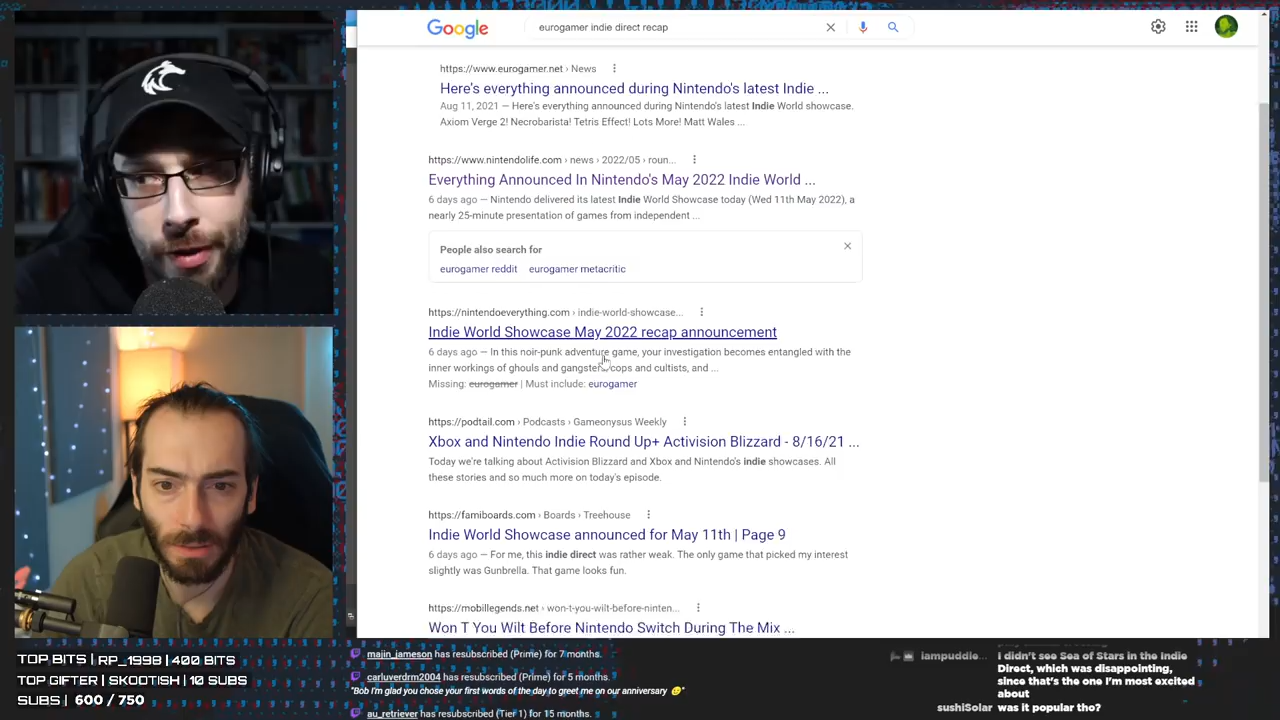 Google
eurogamer indie direct recap
https://www.eurogamer.net › News
Here's everything announced during Nintendo's latest Indie ...
Aug 11, 2021 — Here's everything announced during Nintendo's latest Indie World showcase.
Axiom Verge 2! Necrobarista! Tetris Effect! Lots More! Matt Wales ...
https://www.nintendolife.com › news › 2022/05 › roun...
Everything Announced In Nintendo's May 2022 Indie World ...
6 days ago — Nintendo delivered its latest Indie World Showcase today (Wed 11th May 2022), a
nearly 25-minute presentation of games from independent ...
People also search for
eurogamer reddit eurogamer metacritic
https://nintendoeverything.com › indie-world-showcase...
Indie World Showcase May 2022 recap announcement
6 days ago — In this noir-punk adventure game, your investigation becomes entangled with the
inner workings of ghouls and gangsters, cops and cultists, and ...
Missing: eurogamer | Must include: eurogamer
https://podtail.com › Podcasts › Gameonysus Weekly
Xbox and Nintendo Indie Round Up+ Activision Blizzard - 8/16/21 ...
Today we're talking about Activision Blizzard and Xbox and Nintendo's indie showcases. All
these stories and so much more on today's episode.
https://famiboards.com › Boards › Treehouse
Indie World Showcase announced for May 11th | Page 9
6 days ago — For me, this indie direct was rather weak. The only game that picked my interest
slightly was Gunbrella. That game looks fun.
https://mobillegends.net › won-t-you-wilt-before-ninten...
Won T You Wilt Before Nintendo Switch During The Mix ...
TOP BITS | RP_1998 | 400 BITS
TOP GIFTER | SKOOTISH | 10 SUBS
SUBS | 600 / 750
majin_jameson has resubscribed (Prime) for 7 months.
carluverdrm2004 has resubscribed (Prime) for 5 months.
"Bob I'm glad you chose your first words of the day to greet me on our anniversary 🙂"
au_retriever has resubscribed (Tier 1) for 15 months.
iampuddie... I didn't see Sea of Stars in the Indie
Direct, which was disappointing,
since that's the one I'm most excited
about
sushiSolar was it popular tho?